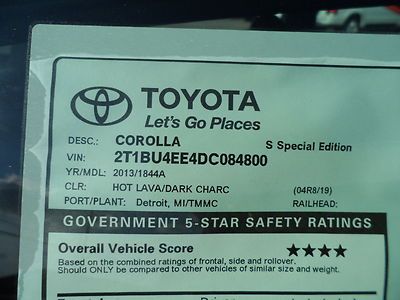 TOYOTA
Let's Go Places
DESC.: COROLLA S Special Edition
VIN: 2T1BU4EE4DC084800
YR/MDL: 2013/1844A
CLR: HOT LAVA/DARK CHARC (04R8/19)
PORT/PLANT: Detroit, MI/TMMC RAILHEAD:
GOVERNMENT 5-STAR SAFETY RATINGS
Overall Vehicle Score ★★★★
Based on the combined ratings of frontal, side and rollover.
Should ONLY be compared to other vehicles of similar size and weight.